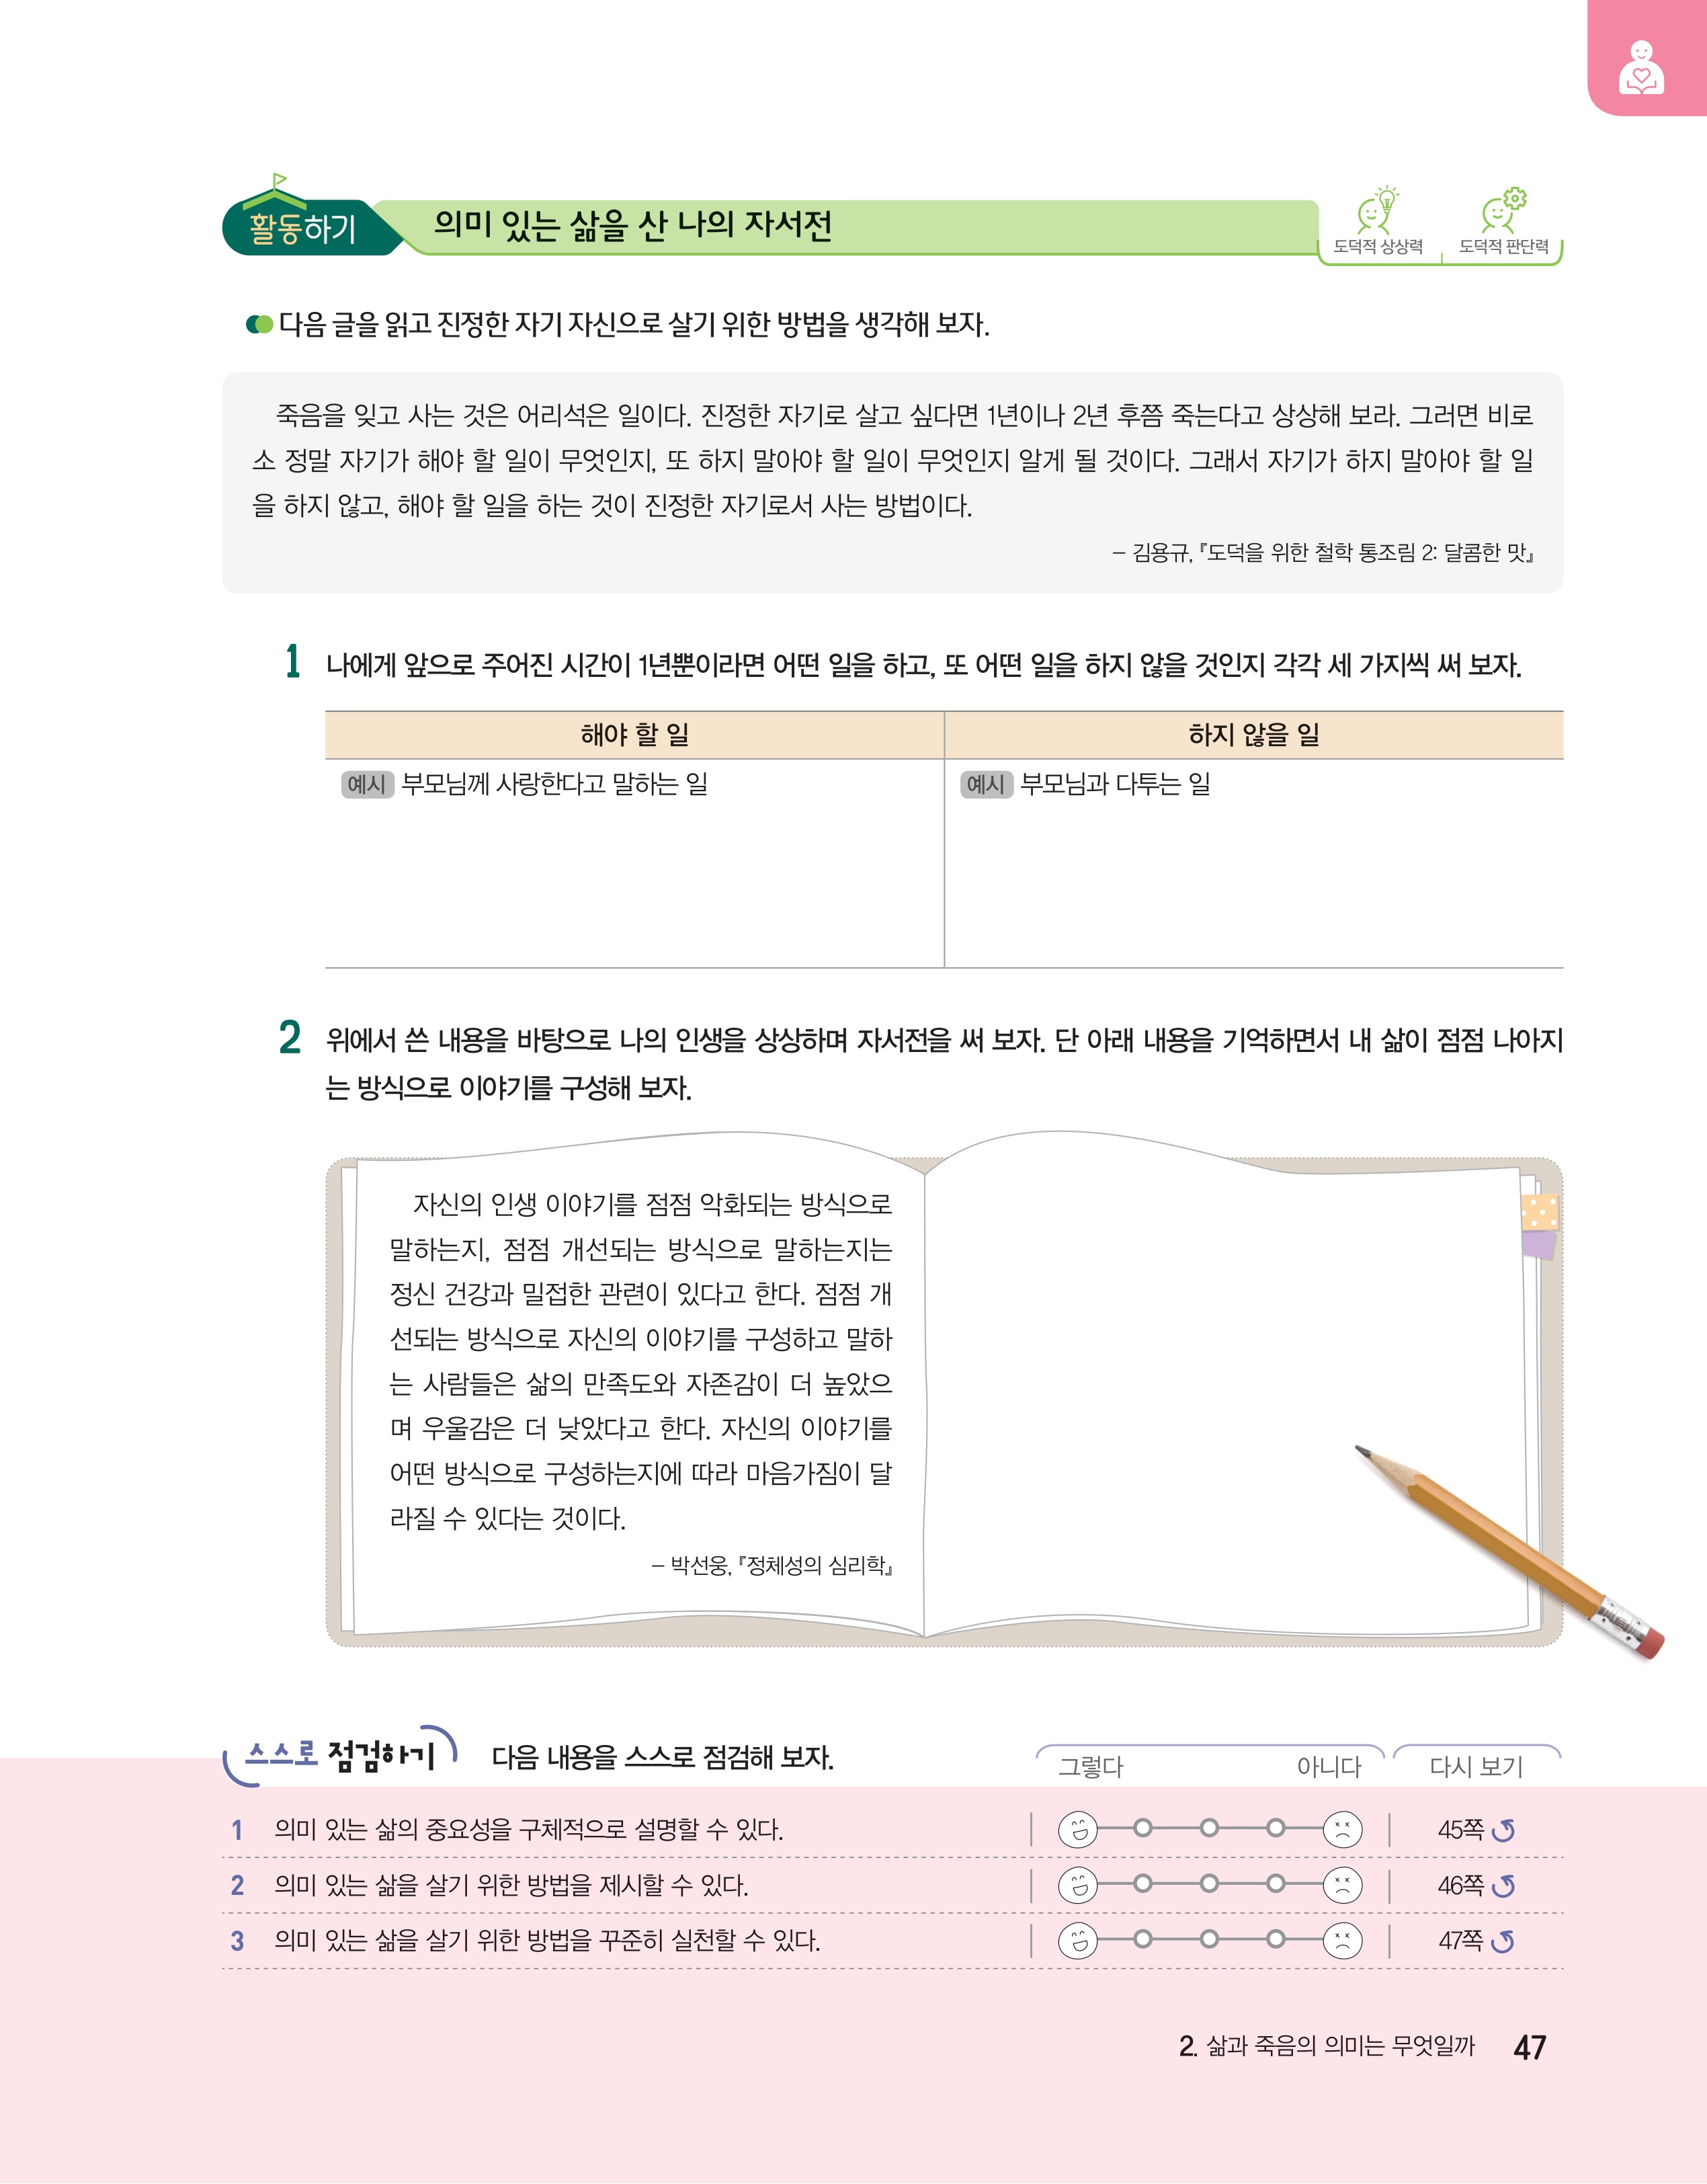 활동하기
의미 있는 삶을 산 나의 자서전
도덕적 상상력
도덕적 판단력
다음 글을 읽고 진정한 자기 자신으로 살기 위한 방법을 생각해 보자.
죽음을 잊고 사는 것은 어리석은 일이다. 진정한 자기로 살고 싶다면 1년이나 2년 후쯤 죽는다고 상상해 보라. 그러면 비로
소 정말 자기가 해야 할 일이 무엇인지, 또 하지 말아야 할 일이 무엇인지 알게 될 것이다. 그래서 자기가 하지 말아야 할 일
을 하지 않고, 해야 할 일을 하는 것이 진정한 자기로서 사는 방법이다.
– 김용규, 『도덕을 위한 철학 통조림 2: 달콤한 맛』
1 나에게 앞으로 주어진 시간이 1년뿐이라면 어떤 일을 하고, 또 어떤 일을 하지 않을 것인지 각각 세 가지씩 써 보자.
해야 할 일
하지 않을 일
예시 부모님께 사랑한다고 말하는 일
예시 부모님과 다투는 일
2 위에서 쓴 내용을 바탕으로 나의 인생을 상상하며 자서전을 써 보자. 단 아래 내용을 기억하면서 내 삶이 점점 나아지
는 방식으로 이야기를 구성해 보자.
자신의 인생 이야기를 점점 악화되는 방식으로
말하는지, 점점 개선되는 방식으로 말하는지는
정신 건강과 밀접한 관련이 있다고 한다. 점점 개
선되는 방식으로 자신의 이야기를 구성하고 말하
는 사람들은 삶의 만족도와 자존감이 더 높았으
며 우울감은 더 낮았다고 한다. 자신의 이야기를
어떤 방식으로 구성하는지에 따라 마음가짐이 달
라질 수 있다는 것이다.
– 박선웅, 『정체성의 심리학』
스스로 점검하기
다음 내용을 스스로 점검해 보자.
그렇다
아니다
다시 보기
1 의미 있는 삶의 중요성을 구체적으로 설명할 수 있다.
45쪽
2 의미 있는 삶을 살기 위한 방법을 제시할 수 있다.
46쪽
3 의미 있는 삶을 살기 위한 방법을 꾸준히 실천할 수 있다.
47쪽
2. 삶과 죽음의 의미는 무엇일까 47